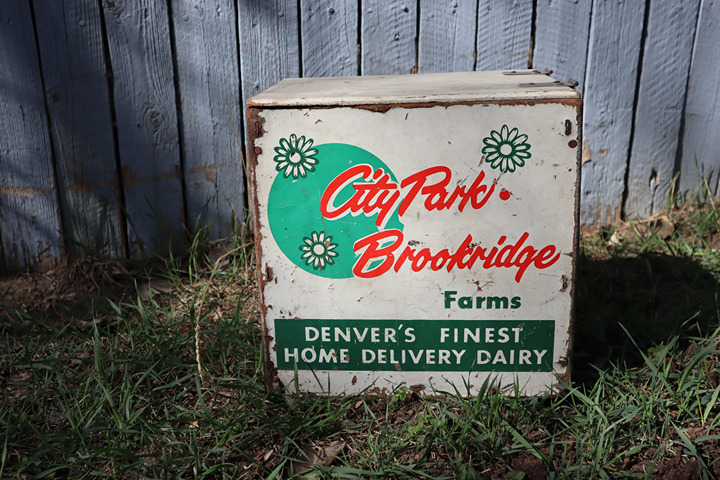 City Park •
Brookridge
Farms
DENVER'S FINEST
HOME DELIVERY DAIRY